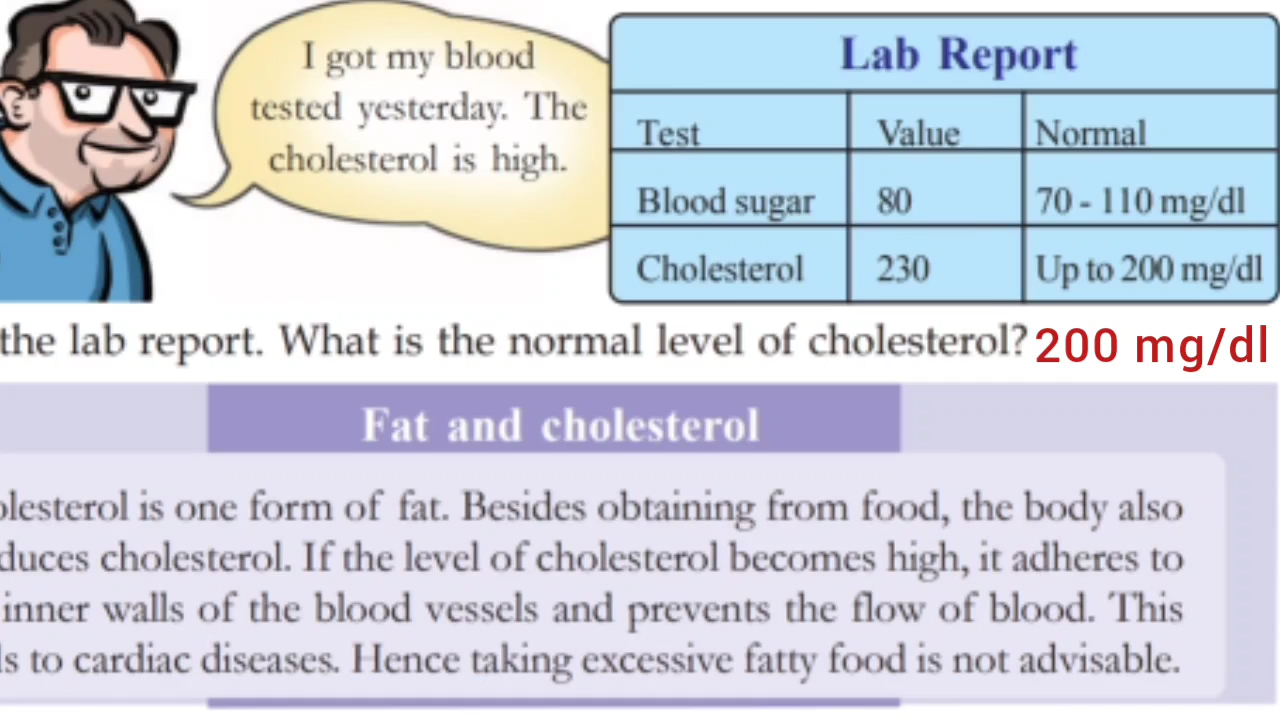 I got my blood
tested yesterday. The
cholesterol is high.
Lab Report
Test Value Normal
Blood sugar 80 70 - 110 mg/dl
Cholesterol 230 Up to 200 mg/dl
the lab report. What is the normal level of cholesterol? 200 mg/dl
Fat and cholesterol
olesterol is one form of fat. Besides obtaining from food, the body also
duces cholesterol. If the level of cholesterol becomes high, it adheres to
inner walls of the blood vessels and prevents the flow of blood. This
ls to cardiac diseases. Hence taking excessive fatty food is not advisable.